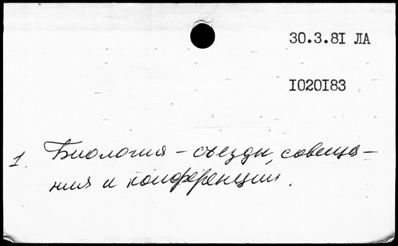 30.3.81 ЛА
1020183
1. Биология – съезды, совеща-
ния и конференции.